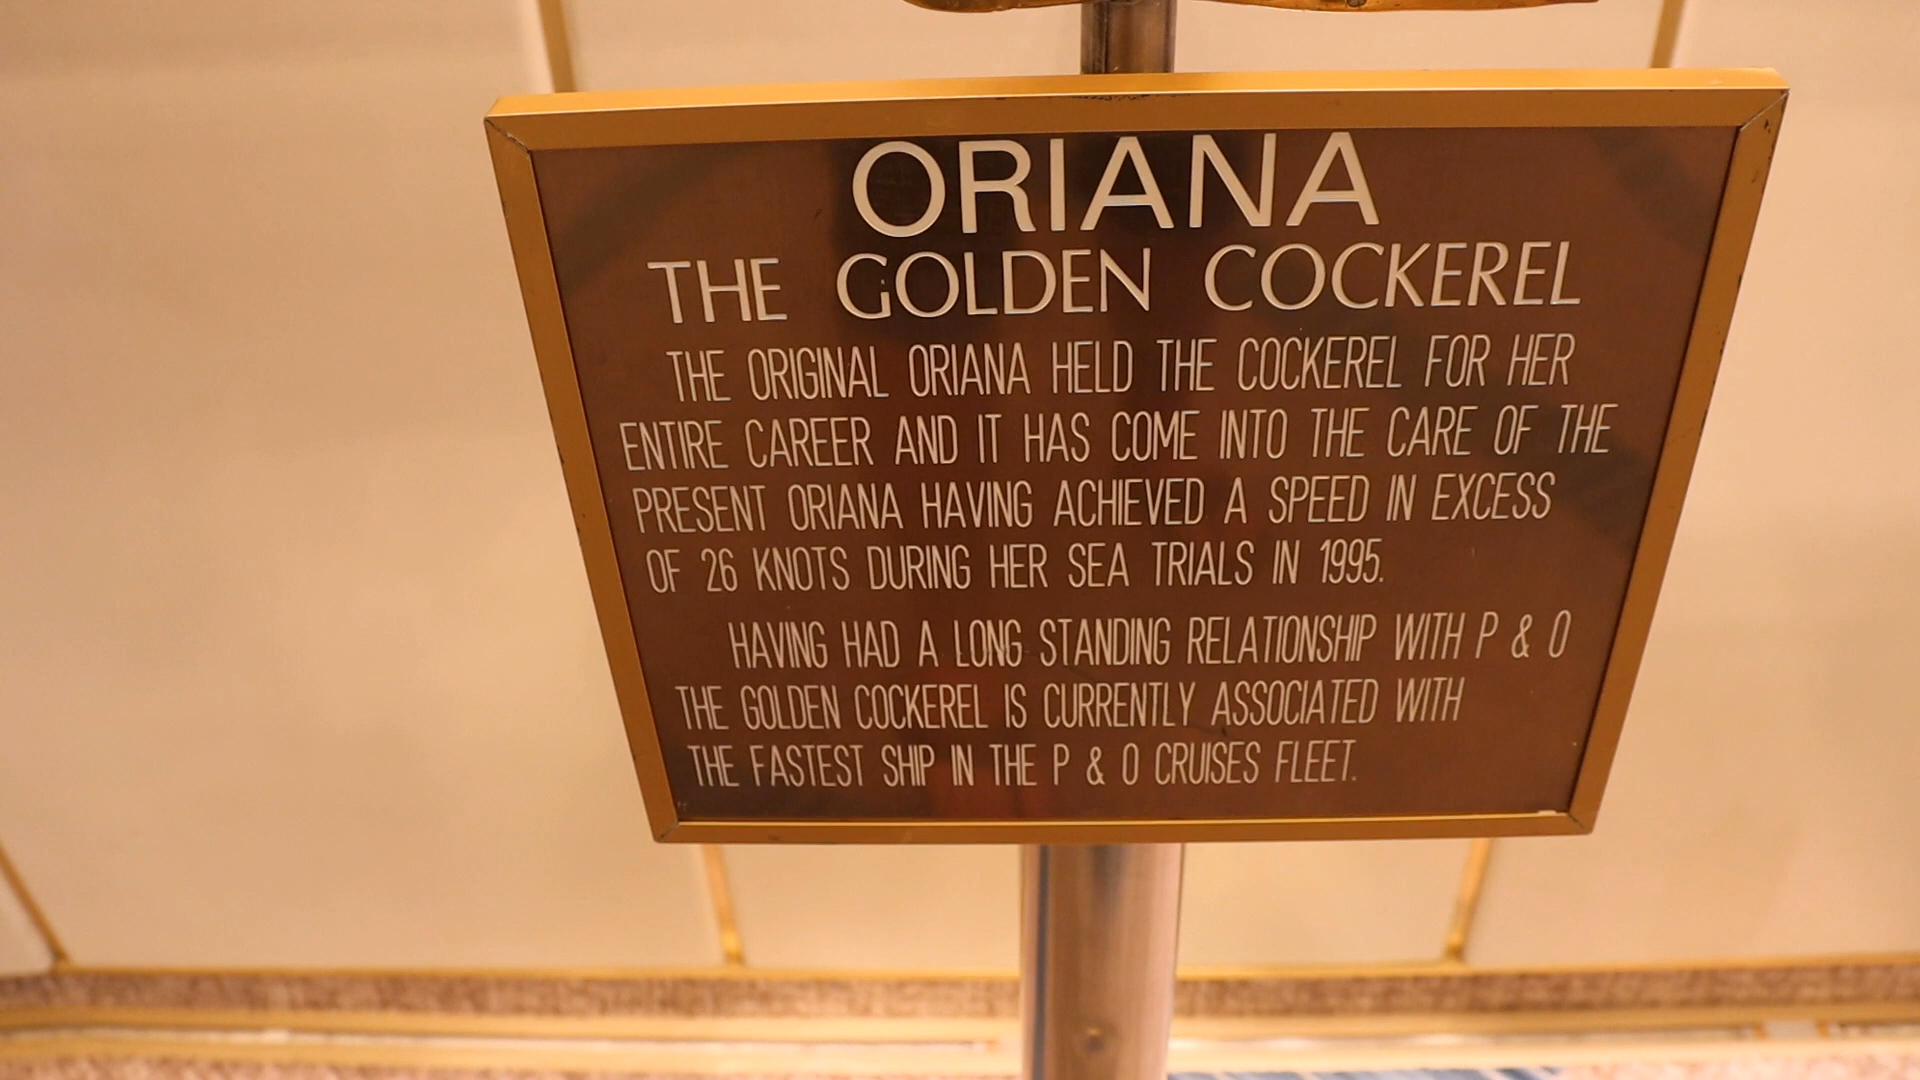 ORIANA
THE GOLDEN COCKEREL
THE ORIGINAL ORIANA HELD THE COCKEREL FOR HER
ENTIRE CAREER AND IT HAS COME INTO THE CARE OF THE
PRESENT ORIANA HAVING ACHIEVED A SPEED IN EXCESS
OF 26 KNOTS DURING HER SEA TRIALS IN 1995.
HAVING HAD A LONG STANDING RELATIONSHIP WITH P & O
THE GOLDEN COCKEREL IS CURRENTLY ASSOCIATED WITH
THE FASTEST SHIP IN THE P & O CRUISES FLEET.